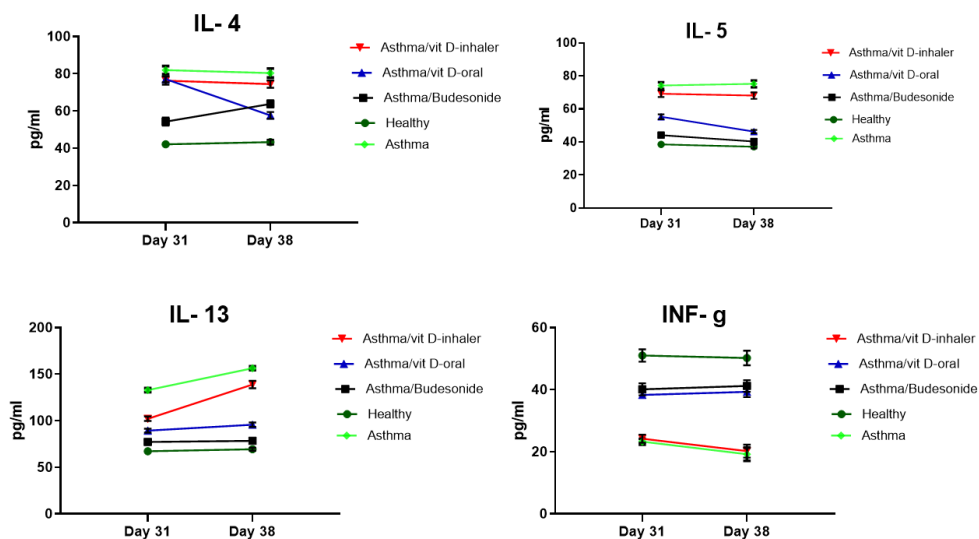 IL- 4
100
80
60
40
20
0
pg/ml
Day 31
Day 38
Asthma/vit D-inhaler
Asthma/vit D-oral
Asthma/Budesonide
Healthy
Asthma
IL- 5
100
80
60
40
20
0
pg/ml
Day 31
Day 38
Asthma/vit D-inhaler
Asthma/vit D-oral
Asthma/Budesonide
Healthy
Asthma
IL- 13
200
150
100
50
0
pg/ml
Day 31
Day 38
Asthma/vit D-inhaler
Asthma/vit D-oral
Asthma/Budesonide
Healthy
Asthma
INF- g
60
40
20
0
pg/ml
Day 31
Day 38
Asthma/vit D-inhaler
Asthma/vit D-oral
Asthma/Budesonide
Healthy
Asthma